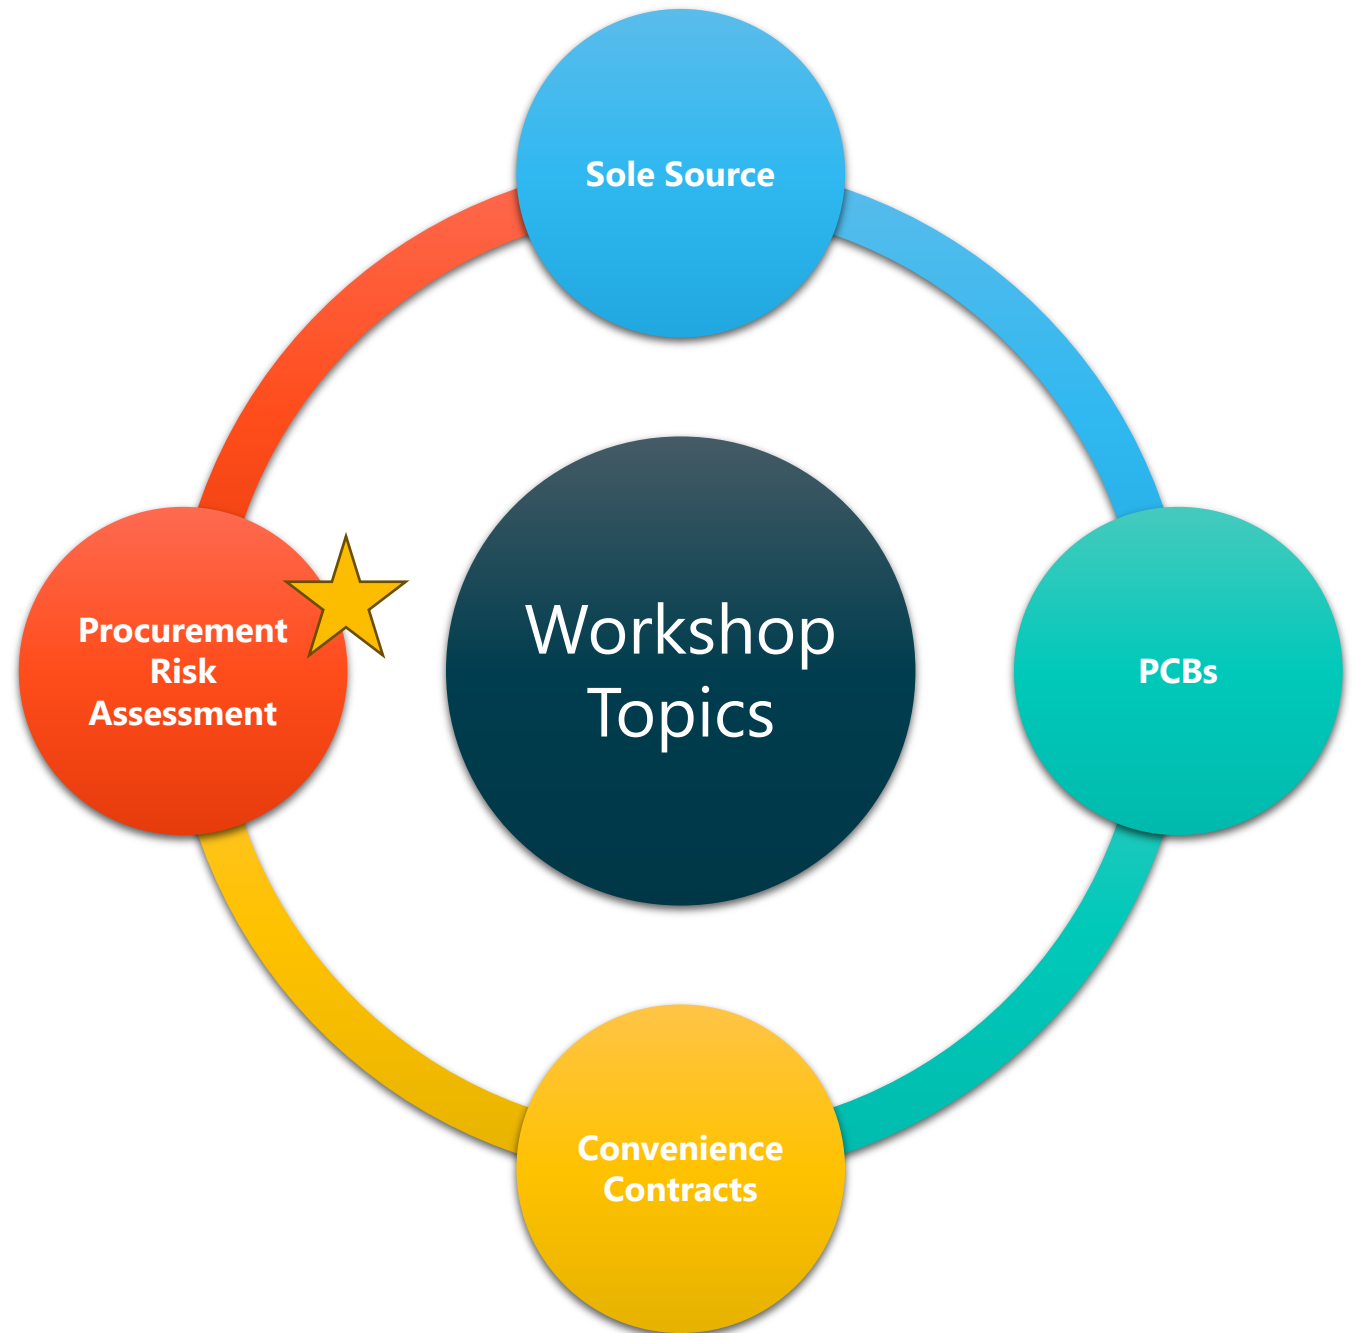 Sole Source
Procurement
Risk
Assessment
Workshop
Topics
PCBs
Convenience
Contracts